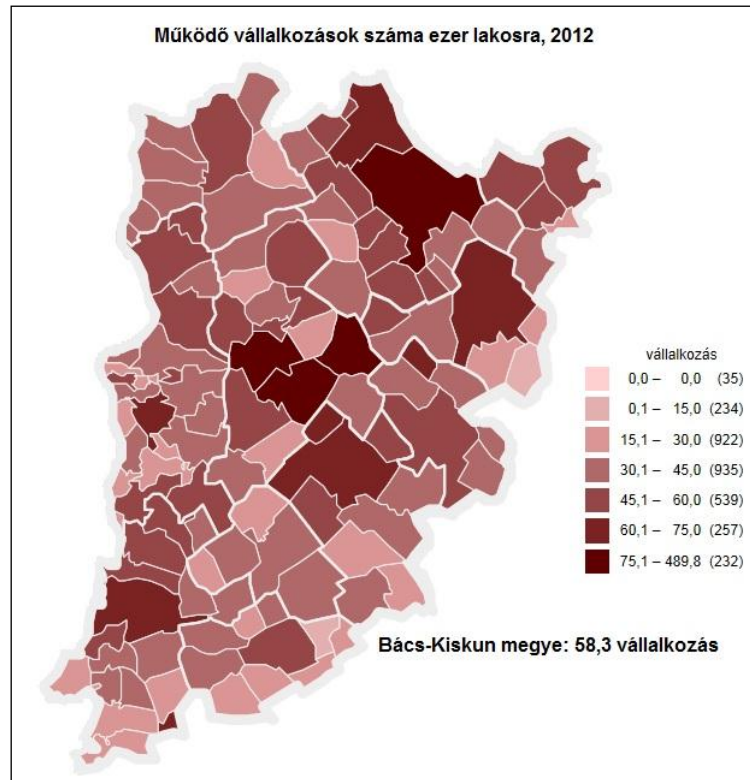 Működő vállalkozások száma ezer lakosra, 2012
vállalkozás
0,0 – 0,0 (35)
0,1 – 15,0 (234)
15,1 – 30,0 (922)
30,1 – 45,0 (935)
45,1 – 60,0 (539)
60,1 – 75,0 (257)
75,1 – 489,8 (232)
Bács-Kiskun megye: 58,3 vállalkozás